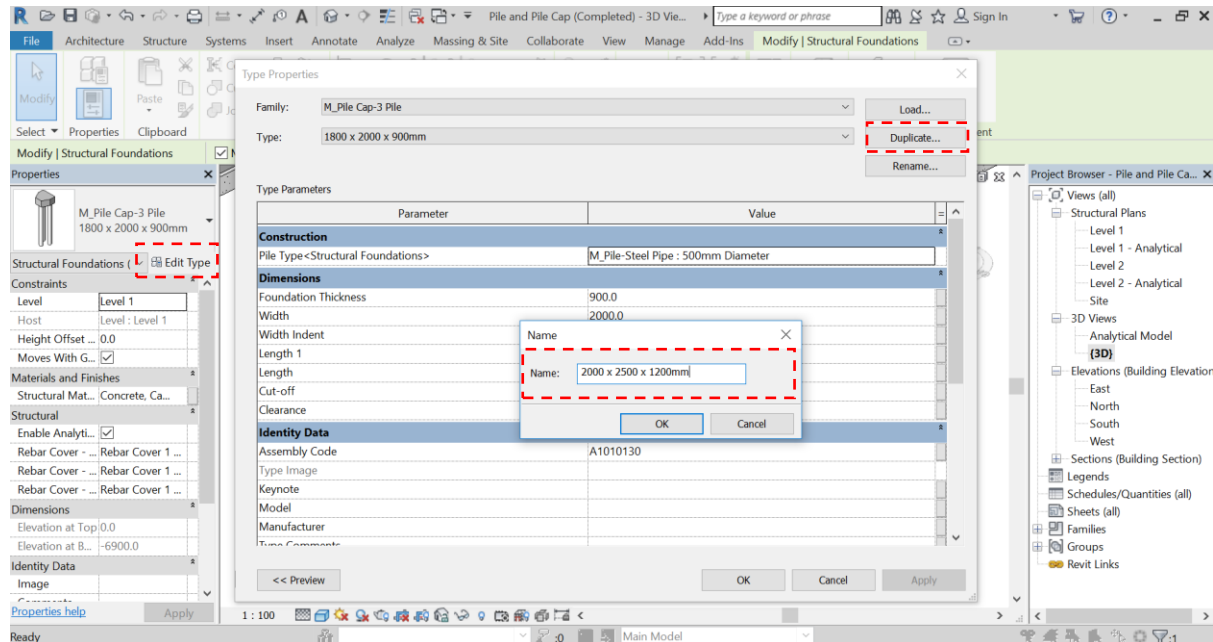 Pile and Pile Cap (Completed) - 3D Vie...
Type a keyword or phrase
Sign In
File Architecture Structure Systems Insert Annotate Analyze Massing & Site Collaborate View Manage Add-Ins Modify | Structural Foundations
Modify
Paste
Select Properties Clipboard
Modify | Structural Foundations
Properties
M_Pile Cap-3 Pile
1800 x 2000 x 900mm
Structural Foundations (
Edit Type
Constraints
Level Level 1
Host Level : Level 1
Height Offset ... 0.0
Moves With G...
Materials and Finishes
Structural Mat... Concrete, Ca...
Structural
Enable Analyti...
Rebar Cover - ... Rebar Cover 1 ...
Rebar Cover - ... Rebar Cover 1 ...
Rebar Cover - ... Rebar Cover 1 ...
Dimensions
Elevation at Top 0.0
Elevation at B... -6900.0
Identity Data
Image
Properties help Apply
Ready
Type Properties
Family: M_Pile Cap-3 Pile Load...
Type: 1800 x 2000 x 900mm Duplicate...
Rename...
Type Parameters
Parameter Value =
Construction
Pile Type<Structural Foundations> M_Pile-Steel Pipe : 500mm Diameter
Dimensions
Foundation Thickness 900.0
Width 2000.0
Width Indent
Length 1
Length
Cut-off
Clearance
Identity Data
Assembly Code A1010130
Type Image
Keynote
Model
Manufacturer
Type Comments
<< Preview OK Cancel Apply
Name
Name: 2000 x 2500 x 1200mm
OK Cancel
1 : 100
:0 Main Model
Project Browser - Pile and Pile Ca...
Views (all)
Structural Plans
Level 1
Level 1 - Analytical
Level 2
Level 2 - Analytical
Site
3D Views
Analytical Model
{3D}
Elevations (Building Elevation
East
North
South
West
Sections (Building Section)
Legends
Schedules/Quantities (all)
Sheets (all)
Families
Groups
Revit Links
:1